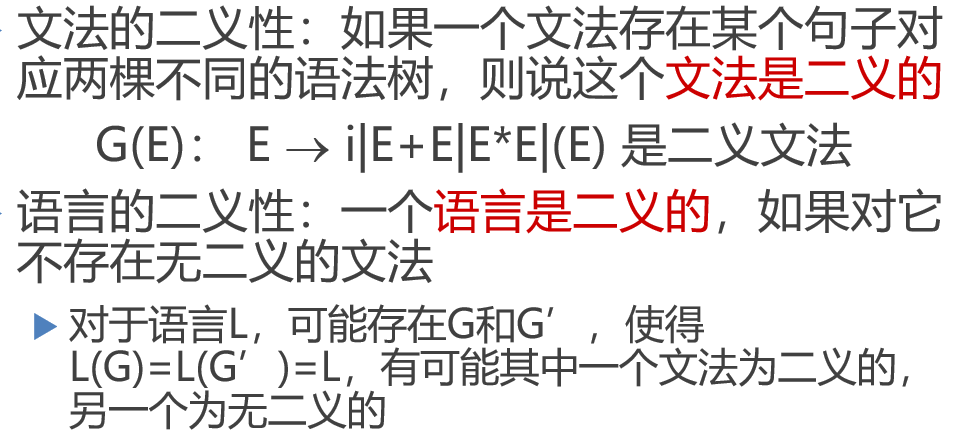 文法的二义性：如果一个文法存在某个句子对
应两棵不同的语法树，则说这个文法是二义的
G(E)： E → i|E+E|E*E|(E) 是二义文法
语言的二义性：一个语言是二义的，如果对它
不存在无二义的文法
对于语言L，可能存在G和G′，使得
L(G)=L(G′)=L，有可能其中一个文法为二义的，
另一个为无二义的